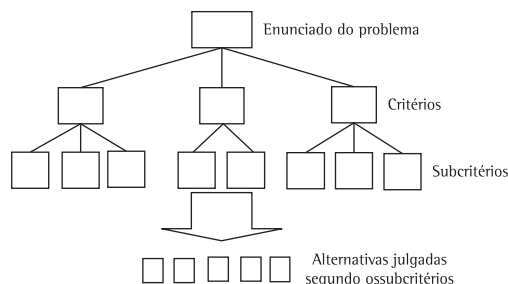 Enunciado do problema
Critérios
Subcritérios
Alternativas julgadas
segundo ossubcritérios